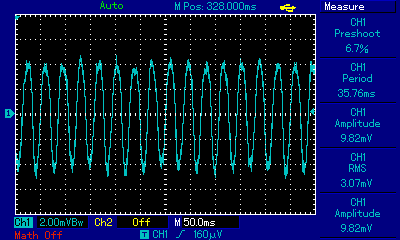 Auto M Pos: 328.000ms Measure
CH1
Preshoot
6.7%
CH1
Period
35.76ms
CH1
Amplitude
9.82mV
CH1
RMS
3.07mV
CH1
Amplitude
9.82mV
1
Ch1 2.00mVBw Ch2 Off M 50.0ms
Math Off T CH1 160μV